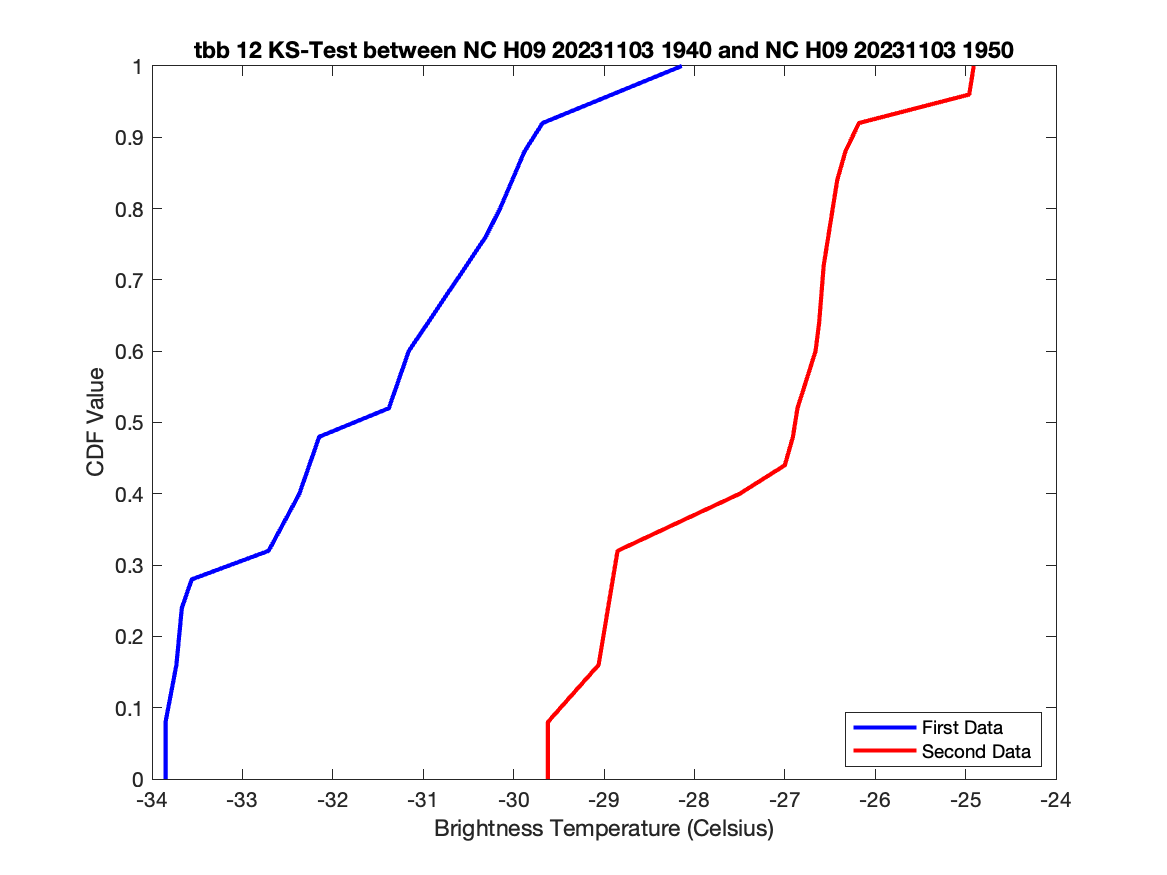 tbb 12 KS-Test between NC H09 20231103 1940 and NC H09 20231103 1950
1
0.9
0.8
0.7
0.6
0.5
0.4
0.3
0.2
0.1
0
CDF Value
First Data
Second Data
-34 -33 -32 -31 -30 -29 -28 -27 -26 -25 -24
Brightness Temperature (Celsius)